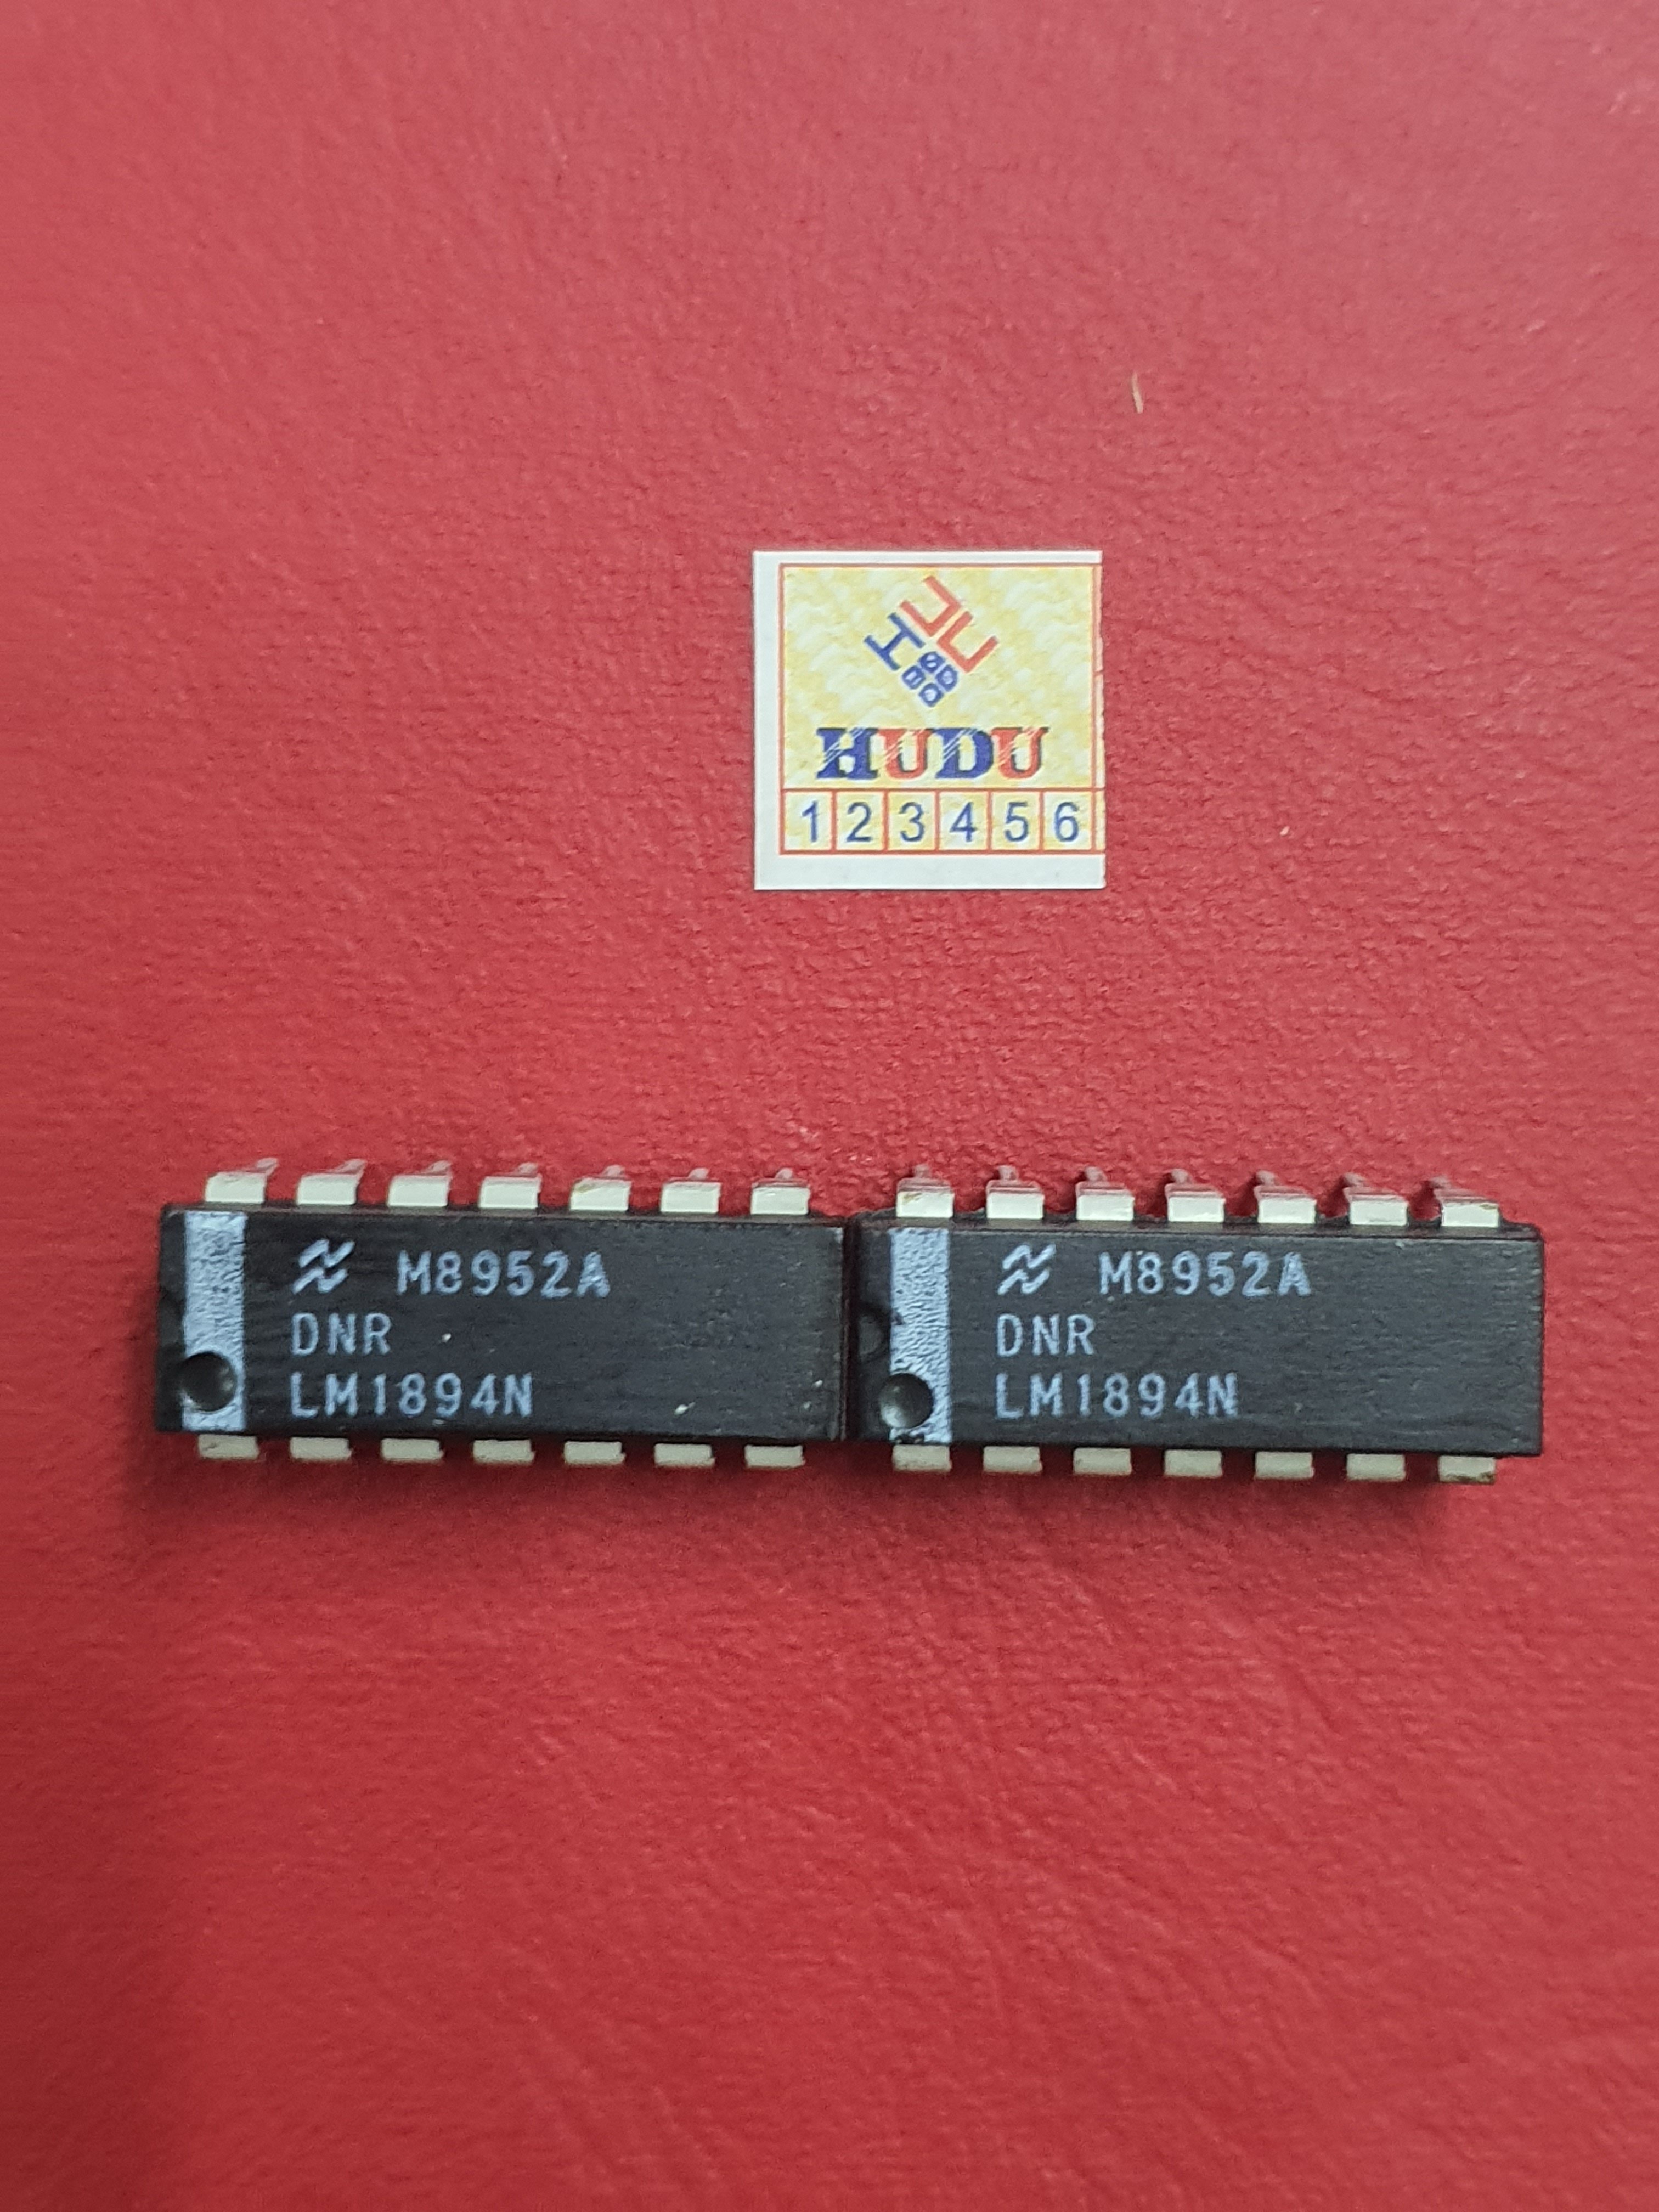 HUDU
1 2 3 4 5 6
M8952A
DNR
LM1894N
M8952A
DNR
LM1894N